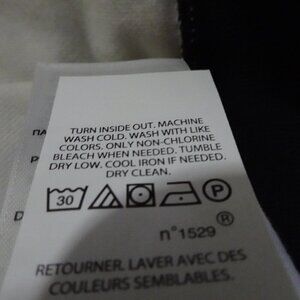 TURN INSIDE OUT. MACHINE
WASH COLD. WASH WITH LIKE
COLORS. ONLY NON-CHLORINE
BLEACH WHEN NEEDED. TUMBLE
DRY LOW. COOL IRON IF NEEDED.
DRY CLEAN.
30
P
®
n°1529
RETOURNER. LAVER AVEC DES
COULEURS SEMBLABLES.